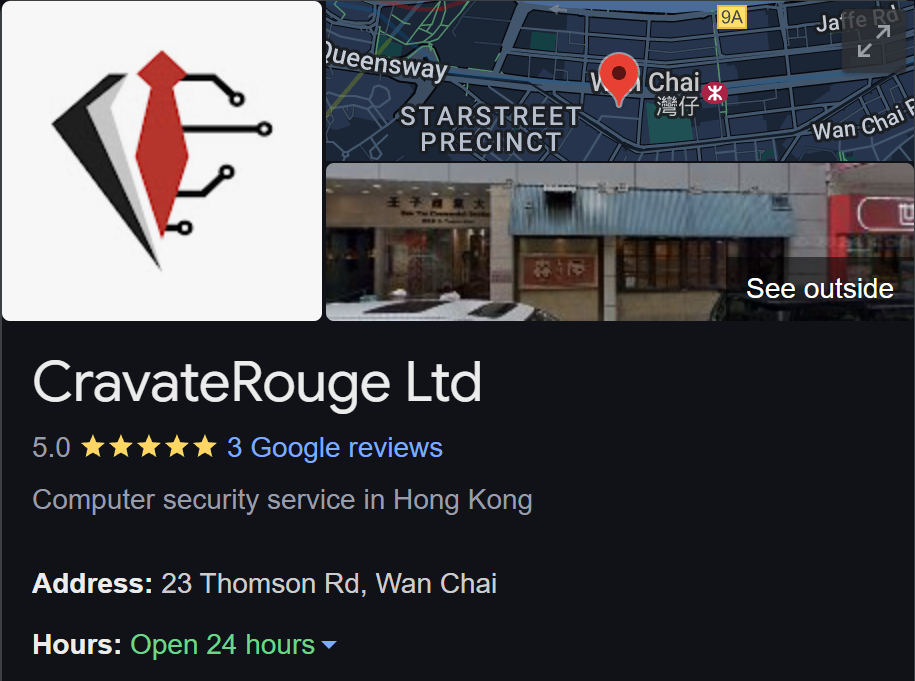 9A
Jaffe Rd
Queensway
Wan Chai
灣仔
STARSTREET
PRECINCT
Wan Chai
See outside
CravateRouge Ltd
5.0
3 Google reviews
Computer security service in Hong Kong
Address: 23 Thomson Rd, Wan Chai
Hours: Open 24 hours